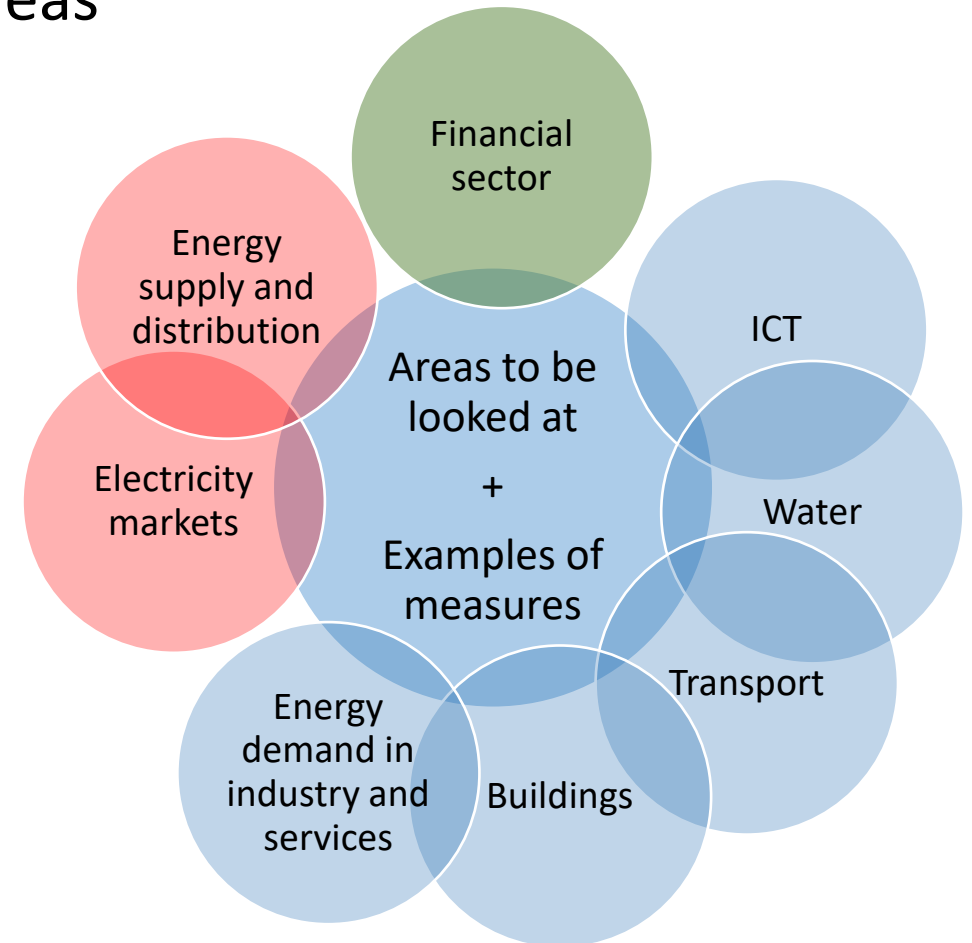 eas
Financial
sector
Energy
supply and
distribution
ICT
Areas to be
looked at
+
Examples of
measures
Electricity
markets
Water
Transport
Energy
demand in
industry and
services
Buildings